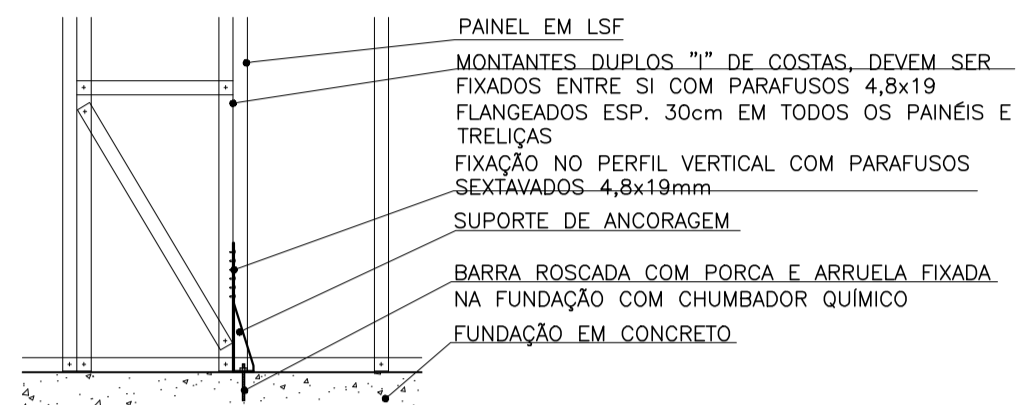 PAINEL EM LSF
MONTANTES DUPLOS "I" DE COSTAS, DEVEM SER
FIXADOS ENTRE SI COM PARAFUSOS 4,8x19
FLANGEADOS ESP. 30cm EM TODOS OS PAINÉIS E
TRELIÇAS
FIXAÇÃO NO PERFIL VERTICAL COM PARAFUSOS
SEXTAVADOS 4,8x19mm
SUPORTE DE ANCORAGEM
BARRA ROSCADA COM PORCA E ARRUELA FIXADA
NA FUNDAÇÃO COM CHUMBADOR QUÍMICO
FUNDAÇÃO EM CONCRETO